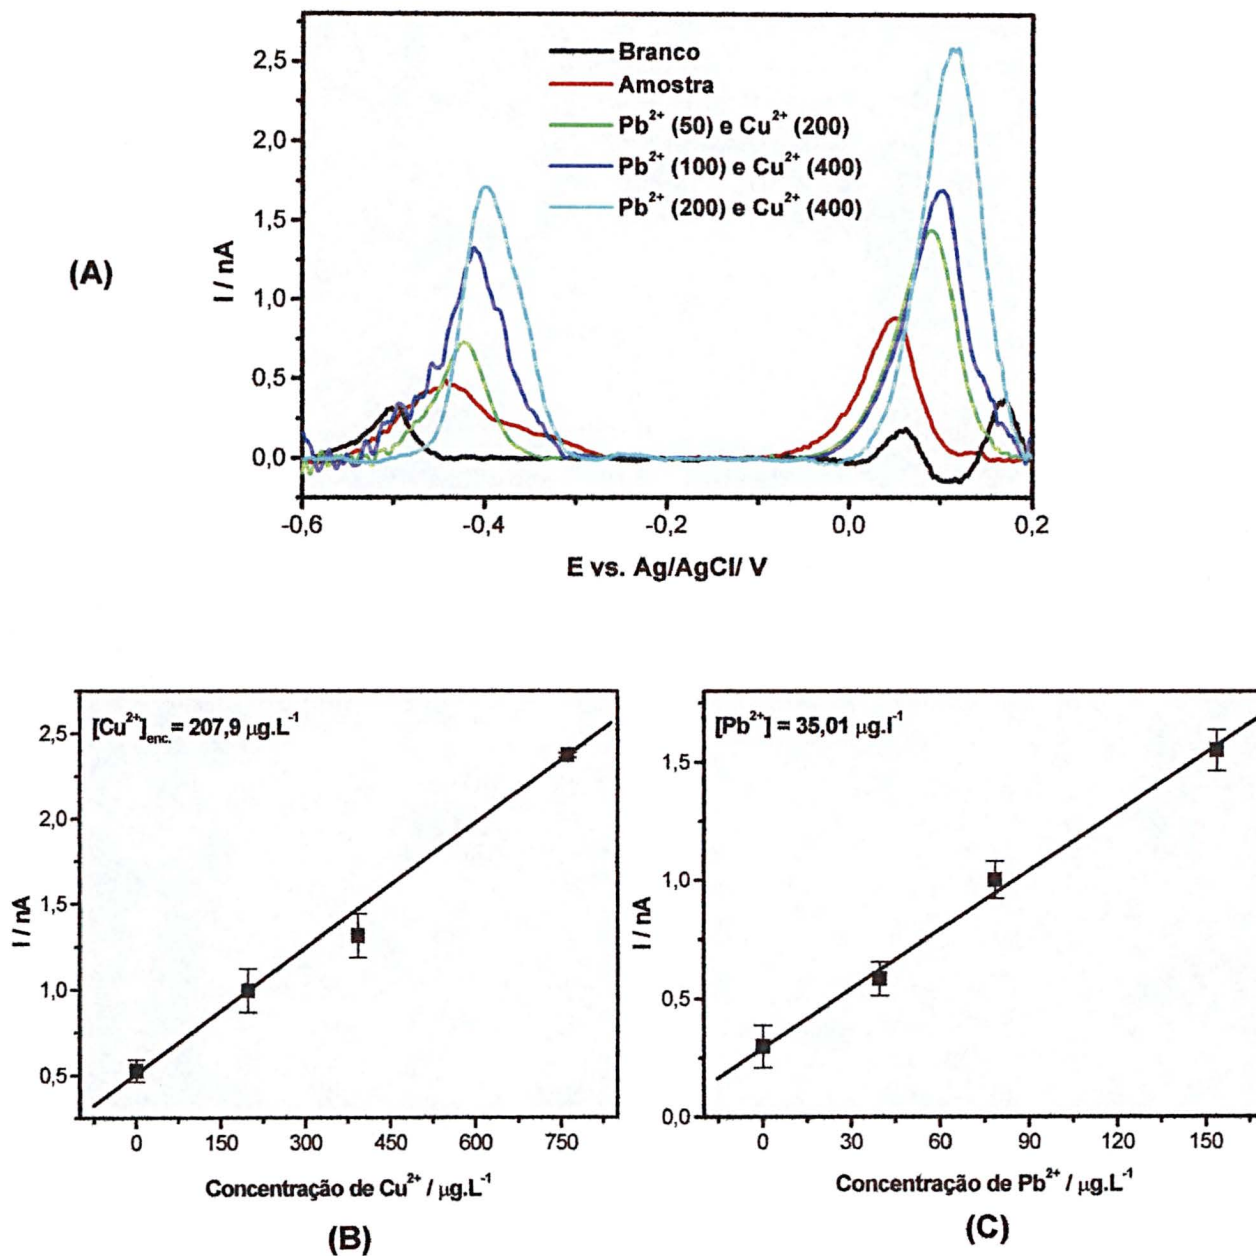 (A)
I / nA
2,5
2,0
1,5
1,0
0,5
0,0
Branco
Amostra
Pb²⁺ (50) e Cu²⁺ (200)
Pb²⁺ (100) e Cu²⁺ (400)
Pb²⁺ (200) e Cu²⁺ (400)
-0,6 -0,4 -0,2 0,0 0,2
E vs. Ag/AgCl/ V
[Cu²⁺]enc.= 207,9 µg.L⁻¹
I / nA
2,5
2,0
1,5
1,0
0,5
0 150 300 450 600 750
Concentração de Cu²⁺ / µg.L⁻¹
(B)
[Pb²⁺] = 35,01 µg.l⁻¹
I / nA
1,5
1,0
0,5
0,0
0 30 60 90 120 150
Concentração de Pb²⁺ / µg.L⁻¹
(C)